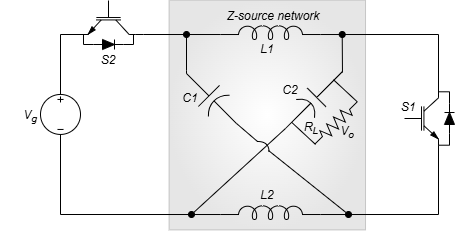 Z-source network
S2
L1
C1
C2
S1
Vg
+
−
RL
Vo
L2